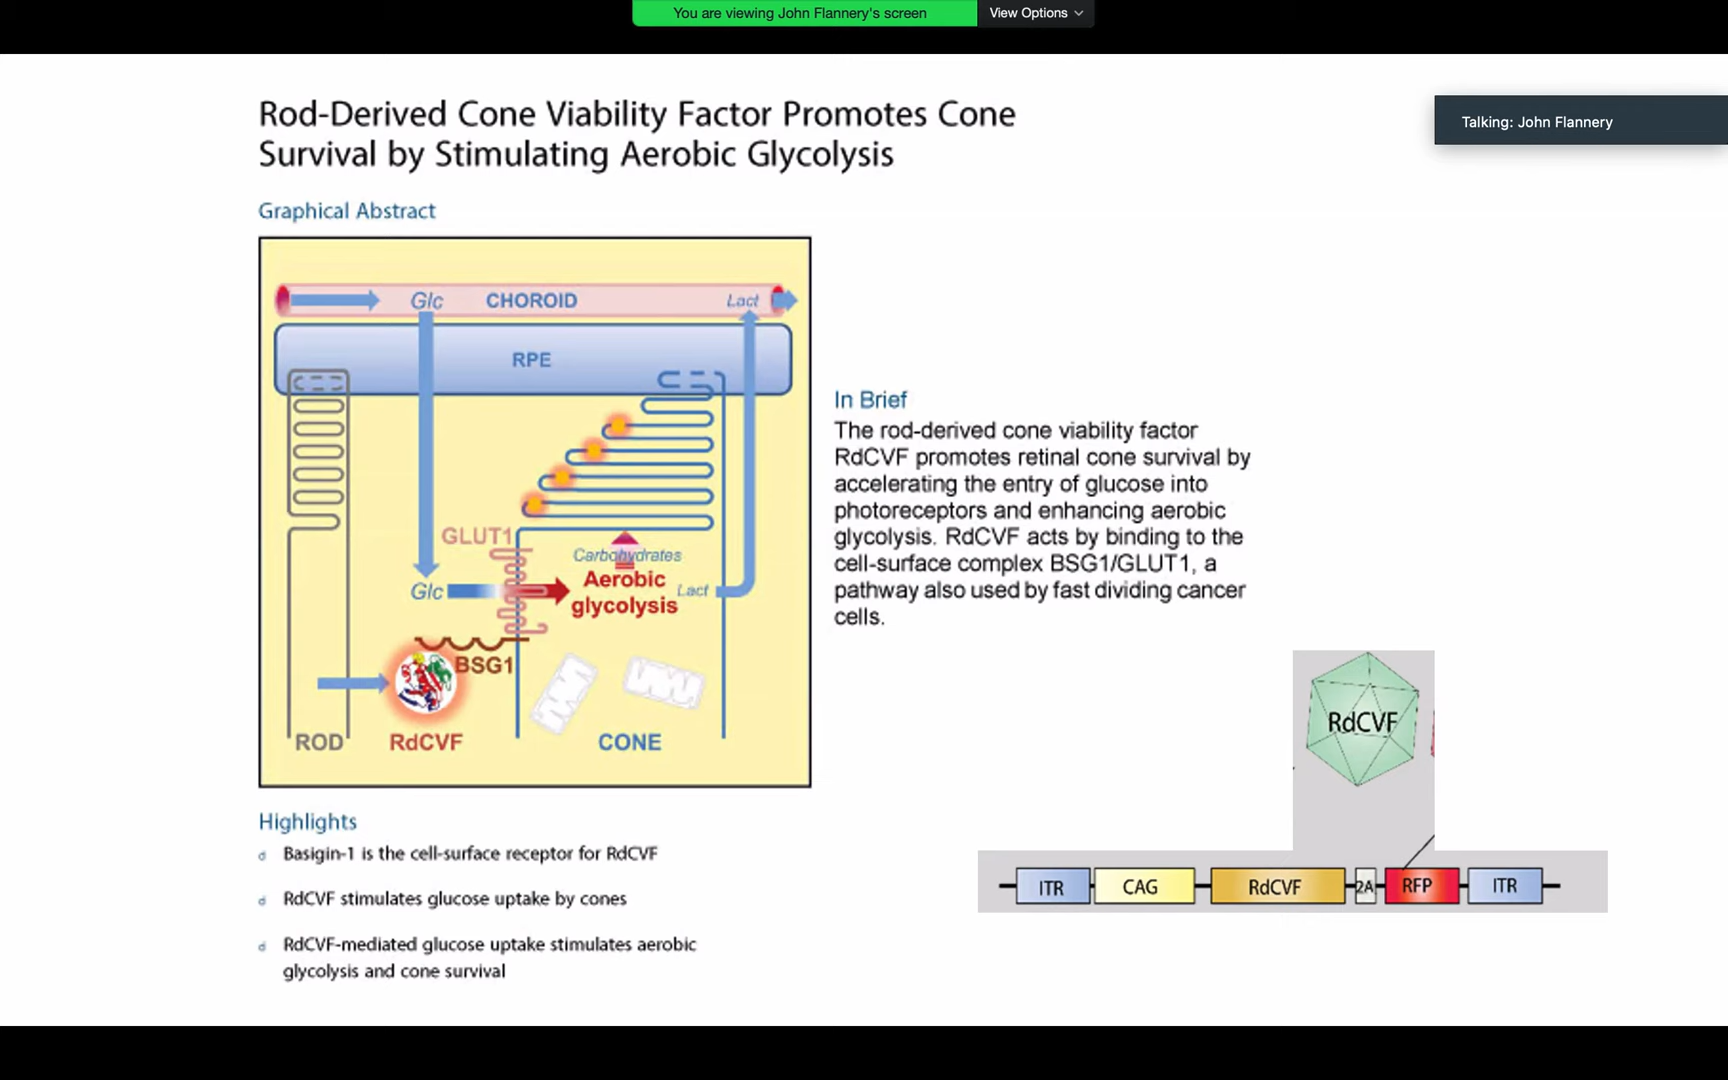 You are viewing John Flannery's screen
View Options
Talking: John Flannery
Rod-Derived Cone Viability Factor Promotes Cone
Survival by Stimulating Aerobic Glycolysis
Graphical Abstract
Glc CHOROID Lact
RPE
GLUT1
Carbohydrates
Aerobic
glycolysis
Glc
Lact
BSG1
ROD RdCVF CONE
In Brief
The rod-derived cone viability factor
RdCVF promotes retinal cone survival by
accelerating the entry of glucose into
photoreceptors and enhancing aerobic
glycolysis. RdCVF acts by binding to the
cell-surface complex BSG1/GLUT1, a
pathway also used by fast dividing cancer
cells.
RdCVF
ITR CAG RdCVF 2A RFP ITR
Highlights
Basigin-1 is the cell-surface receptor for RdCVF
RdCVF stimulates glucose uptake by cones
RdCVF-mediated glucose uptake stimulates aerobic
glycolysis and cone survival